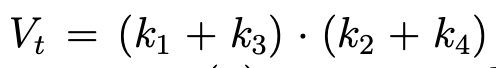 V_t = (k_1 + k_3) · (k_2 + k_4)